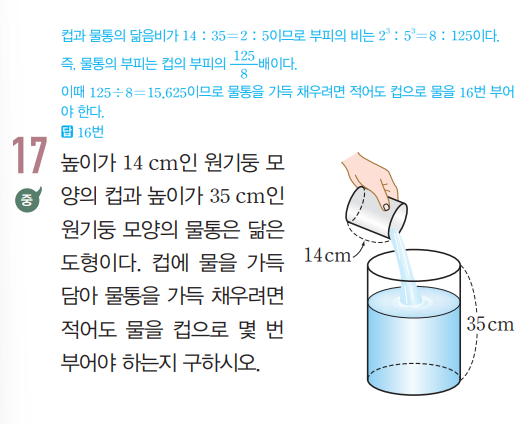 컵과 물통의 닮음비가 14 : 35=2 : 5이므로 부피의 비는 2³ : 5³=8 : 125이다.
즉, 물통의 부피는 컵의 부피의 125/8배이다.
이때 125÷8=15.625이므로 물통을 가득 채우려면 적어도 컵으로 물을 16번 부어
야 한다.
답 16번
17 높이가 14 cm인 원기둥 모
중 양의 컵과 높이가 35 cm인
원기둥 모양의 물통은 닮은
도형이다. 컵에 물을 가득
담아 물통을 가득 채우려면
적어도 물을 컵으로 몇 번
부어야 하는지 구하시오.
14 cm
35 cm